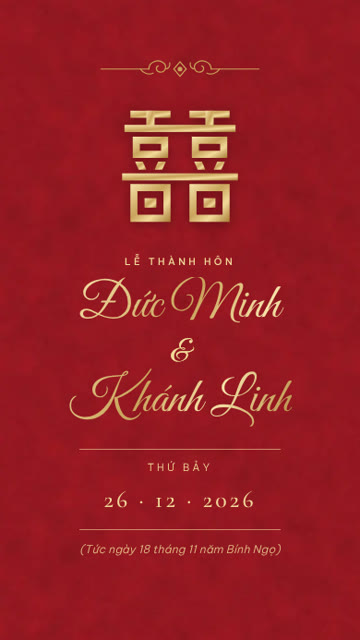 囍
LỄ THÀNH HÔN
Đức Minh
&
Khánh Linh
THỨ BẢY
26 · 12 · 2026
(Tức ngày 18 tháng 11 năm Bính Ngọ)